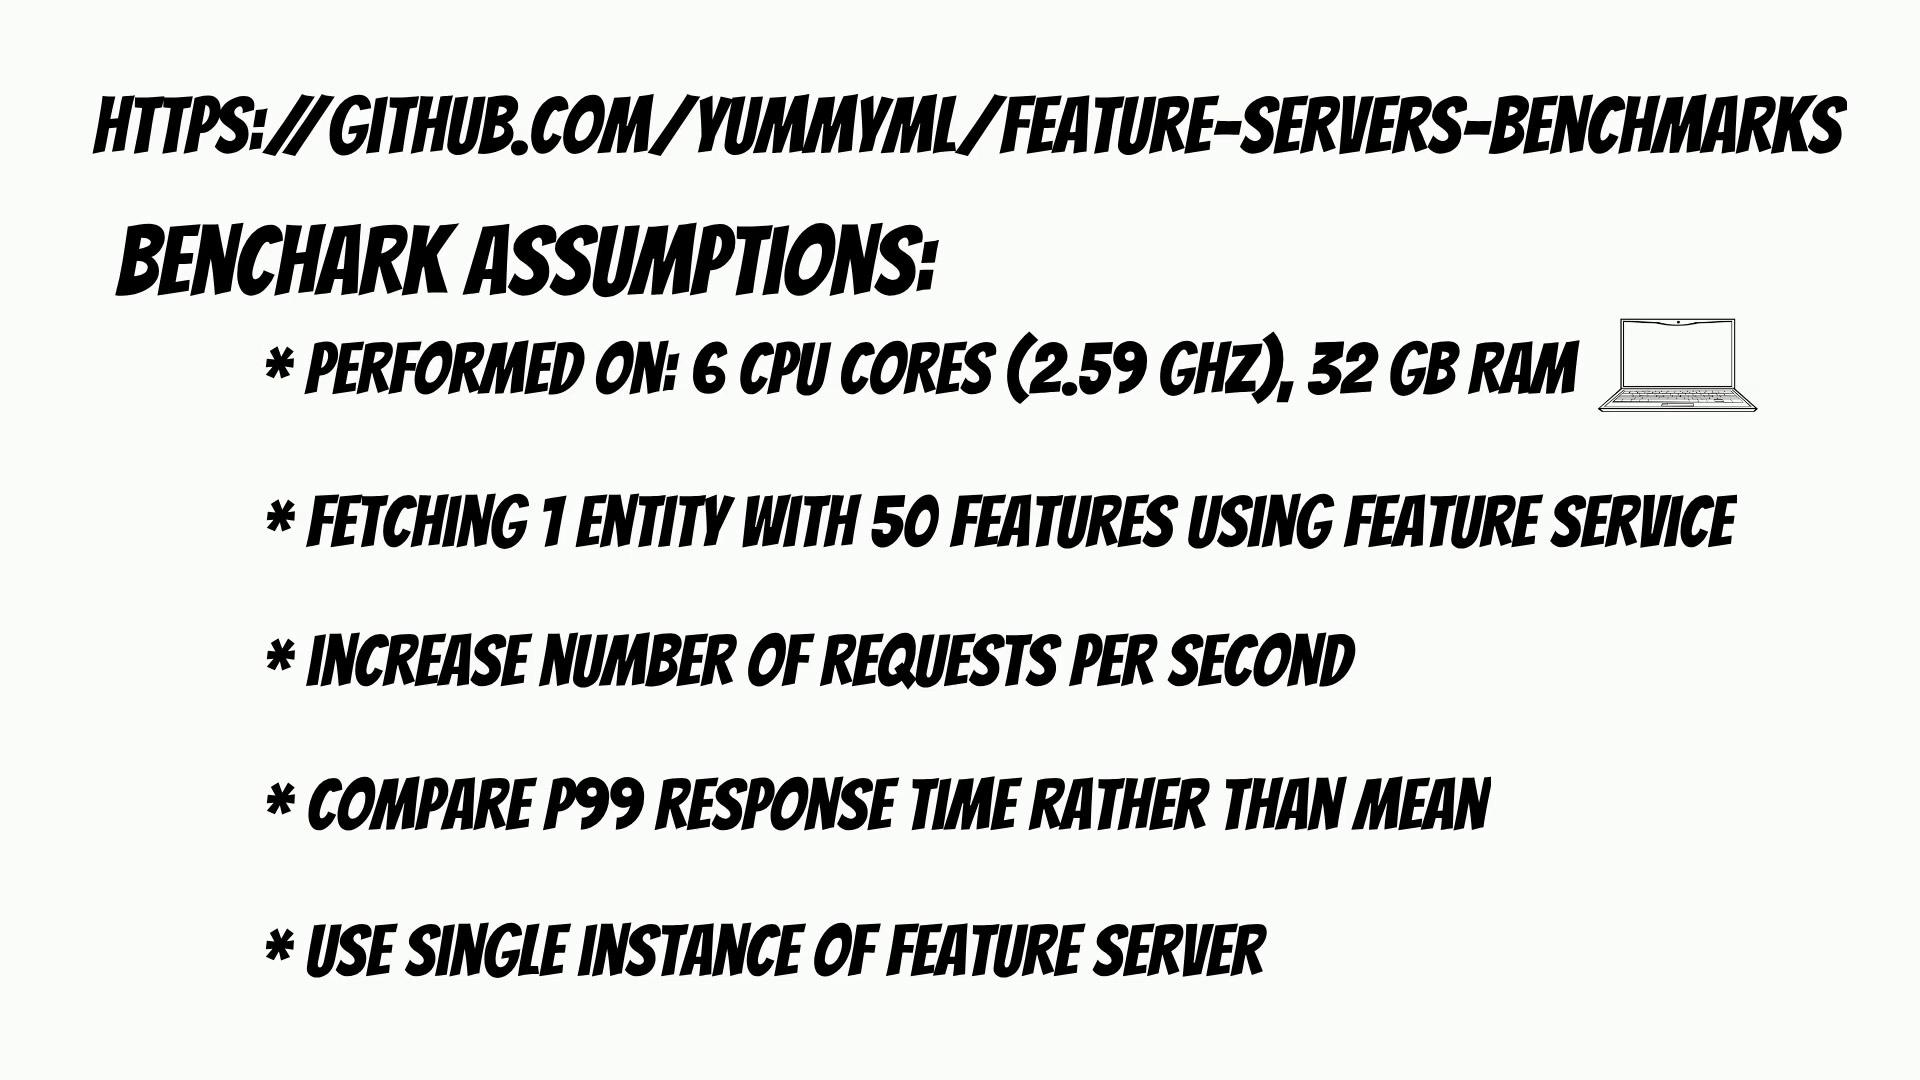 HTTPS://GITHUB.COM/YUMMYML/FEATURE-SERVERS-BENCHMARKS
BENCHARK ASSUMPTIONS:
* PERFORMED ON: 6 CPU CORES (2.59 GHZ), 32 GB RAM
* FETCHING 1 ENTITY WITH 50 FEATURES USING FEATURE SERVICE
* INCREASE NUMBER OF REQUESTS PER SECOND
* COMPARE P99 RESPONSE TIME RATHER THAN MEAN
* USE SINGLE INSTANCE OF FEATURE SERVER